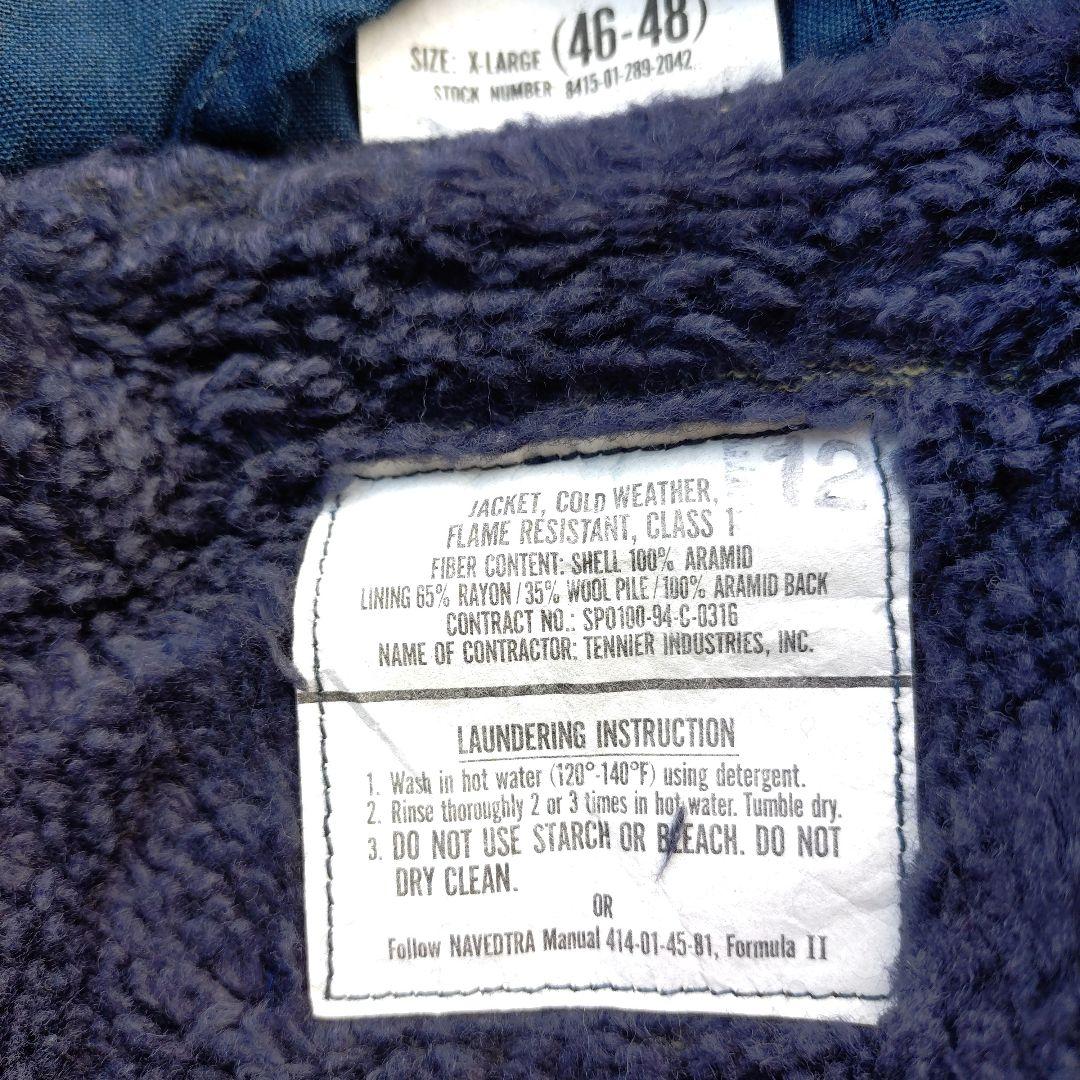 SIZE: X-LARGE (46-48)
STOCK NUMBER 8415-01-289-2042
12
JACKET, COLD WEATHER,
FLAME RESISTANT, CLASS 1
FIBER CONTENT: SHELL 100% ARAMID
LINING 65% RAYON/35% WOOL PILE/100% ARAMID BACK
CONTRACT NO.: SP0100-94-C-0316
NAME OF CONTRACTOR: TENNIER INDUSTRIES, INC.
LAUNDERING INSTRUCTION
1. Wash in hot water (120°-140°F) using detergent.
2. Rinse thoroughly 2 or 3 times in hot water. Tumble dry.
3. DO NOT USE STARCH OR BLEACH. DO NOT
DRY CLEAN.
OR
Follow NAVEDTRA Manual 414-01-45-81, Formula II